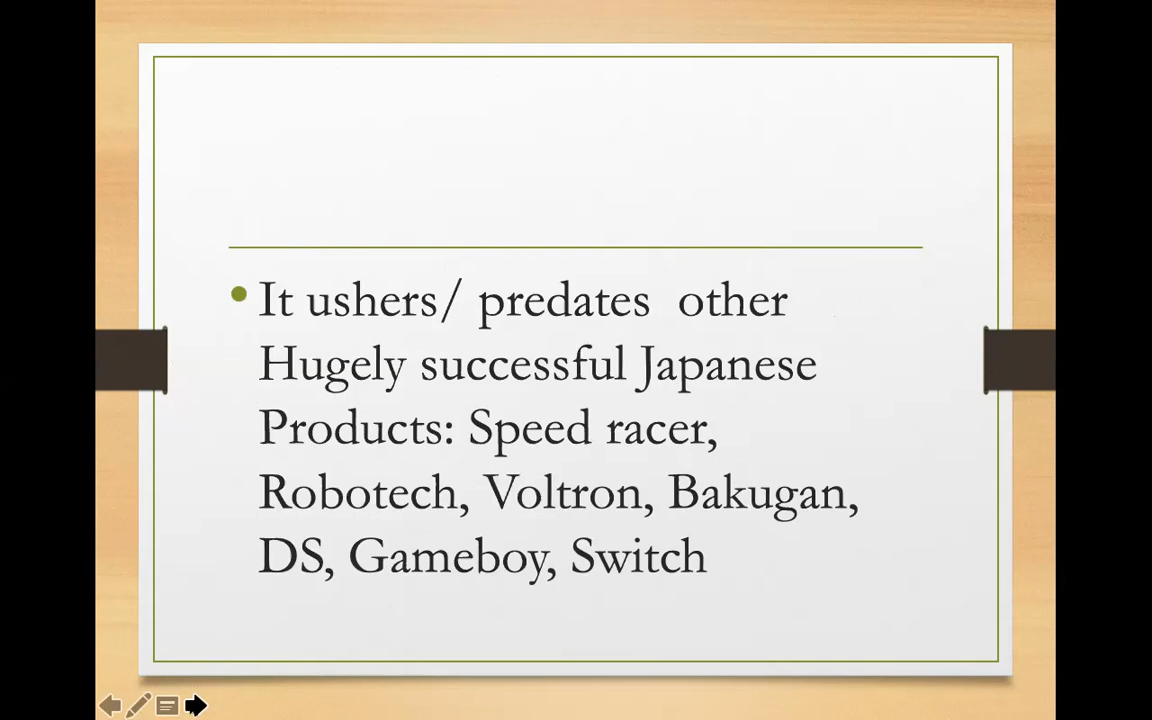 It ushers/ predates  other
Hugely successful Japanese
Products: Speed racer,
Robotech, Voltron, Bakugan,
DS, Gameboy, Switch